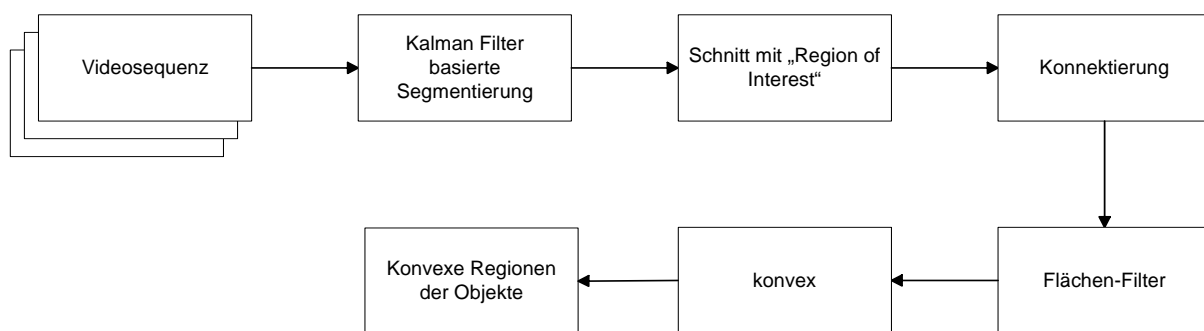 Videosequenz
Kalman Filter
basierte
Segmentierung
Schnitt mit „Region of
Interest“
Konnektierung
Flächen-Filter
konvex
Konvexe Regionen
der Objekte